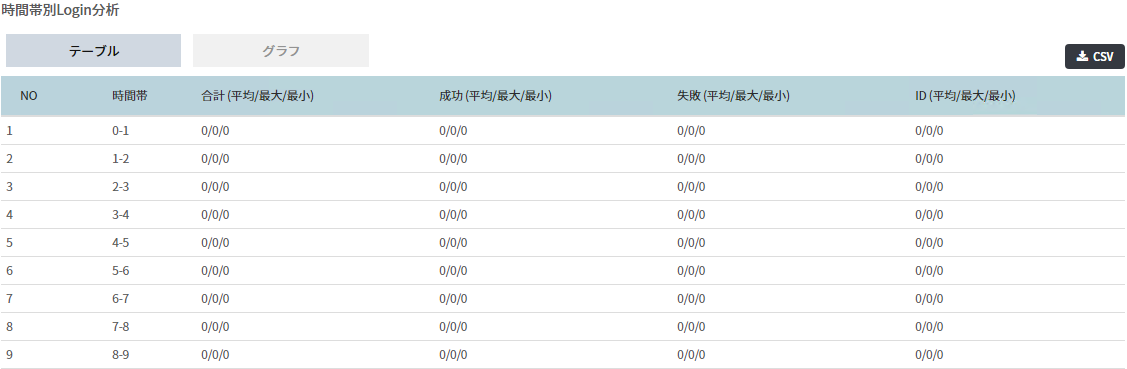 時間帯別Login分析
テーブル グラフ
CSV
NO 時間帯 合計 (平均/最大/最小) 成功 (平均/最大/最小) 失敗 (平均/最大/最小) ID (平均/最大/最小)
1 0-1 0/0/0 0/0/0 0/0/0 0/0/0
2 1-2 0/0/0 0/0/0 0/0/0 0/0/0
3 2-3 0/0/0 0/0/0 0/0/0 0/0/0
4 3-4 0/0/0 0/0/0 0/0/0 0/0/0
5 4-5 0/0/0 0/0/0 0/0/0 0/0/0
6 5-6 0/0/0 0/0/0 0/0/0 0/0/0
7 6-7 0/0/0 0/0/0 0/0/0 0/0/0
8 7-8 0/0/0 0/0/0 0/0/0 0/0/0
9 8-9 0/0/0 0/0/0 0/0/0 0/0/0